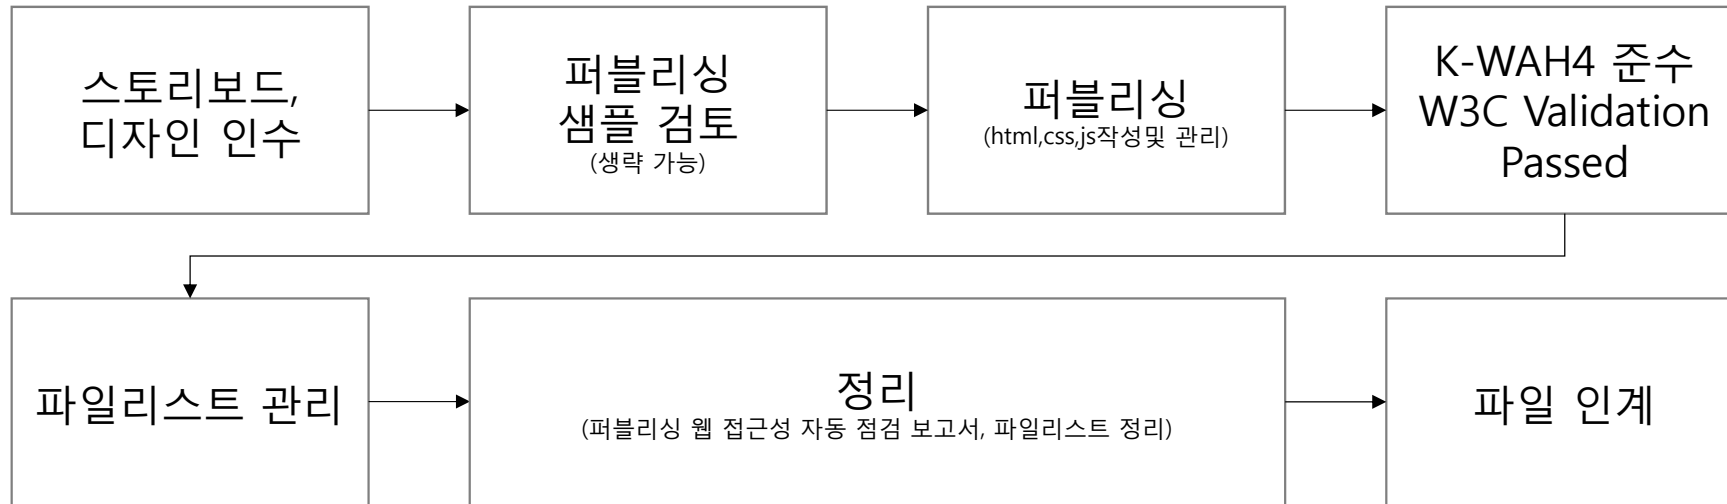 스토리보드,
디자인 인수
퍼블리싱
샘플 검토
(생략 가능)
퍼블리싱
(html,css,js작성및 관리)
K-WAH4 준수
W3C Validation
Passed
파일리스트 관리
정리
(퍼블리싱 웹 접근성 자동 점검 보고서, 파일리스트 정리)
파일 인계